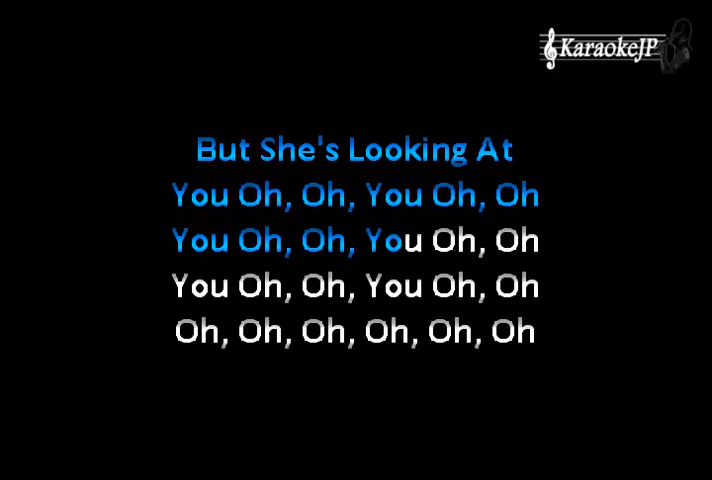 KaraokeJP
But She's Looking At
You Oh, Oh, You Oh, Oh
You Oh, Oh, You Oh, Oh
You Oh, Oh, You Oh, Oh
Oh, Oh, Oh, Oh, Oh, Oh